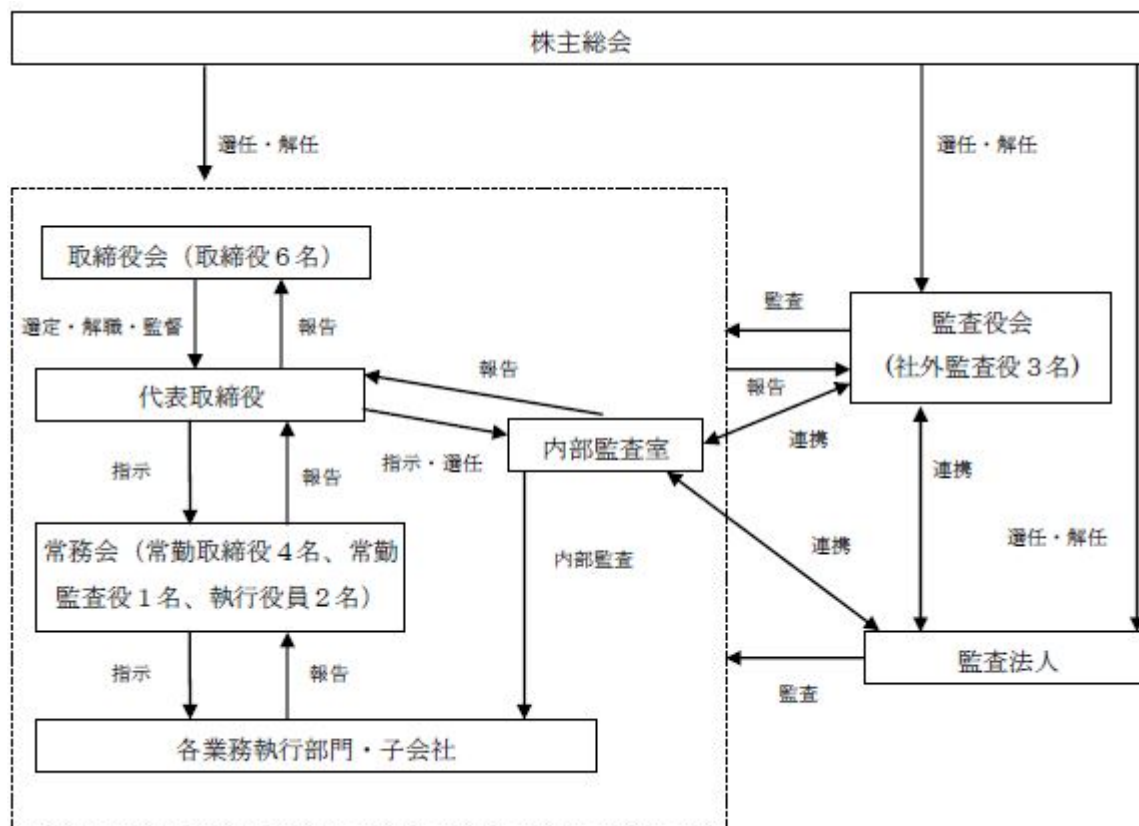 株主総会
選任・解任
選任・解任
取締役会（取締役６名）
選定・解職・監督
報告
監査
監査役会
(社外監査役３名)
報告
代表取締役
報告
指示・選任
内部監査室
連携
連携
指示
報告
常務会（常勤取締役４名、常勤
監査役１名、執行役員２名）
内部監査
連携
選任・解任
指示
報告
監査法人
監査
各業務執行部門・子会社